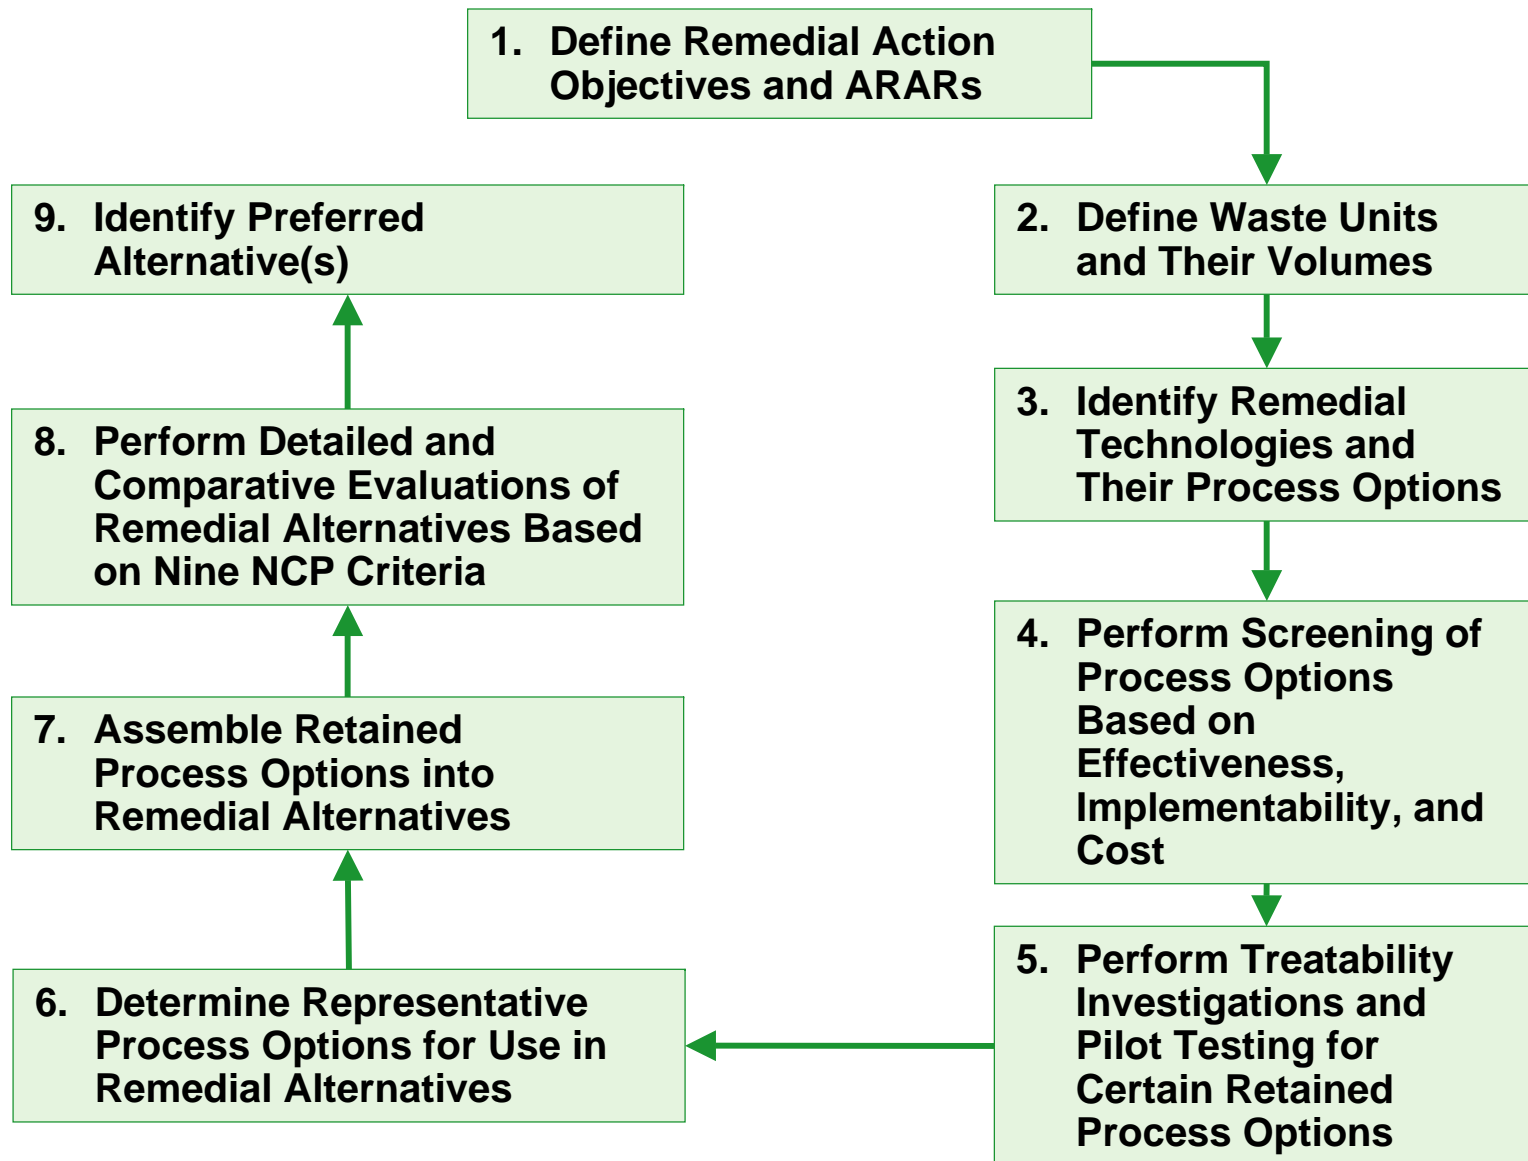 1. Define Remedial Action
Objectives and ARARs
2. Define Waste Units
and Their Volumes
3. Identify Remedial
Technologies and
Their Process Options
4. Perform Screening of
Process Options
Based on
Effectiveness,
Implementability, and
Cost
5. Perform Treatability
Investigations and
Pilot Testing for
Certain Retained
Process Options
6. Determine Representative
Process Options for Use in
Remedial Alternatives
7. Assemble Retained
Process Options into
Remedial Alternatives
8. Perform Detailed and
Comparative Evaluations of
Remedial Alternatives Based
on Nine NCP Criteria
9. Identify Preferred
Alternative(s)